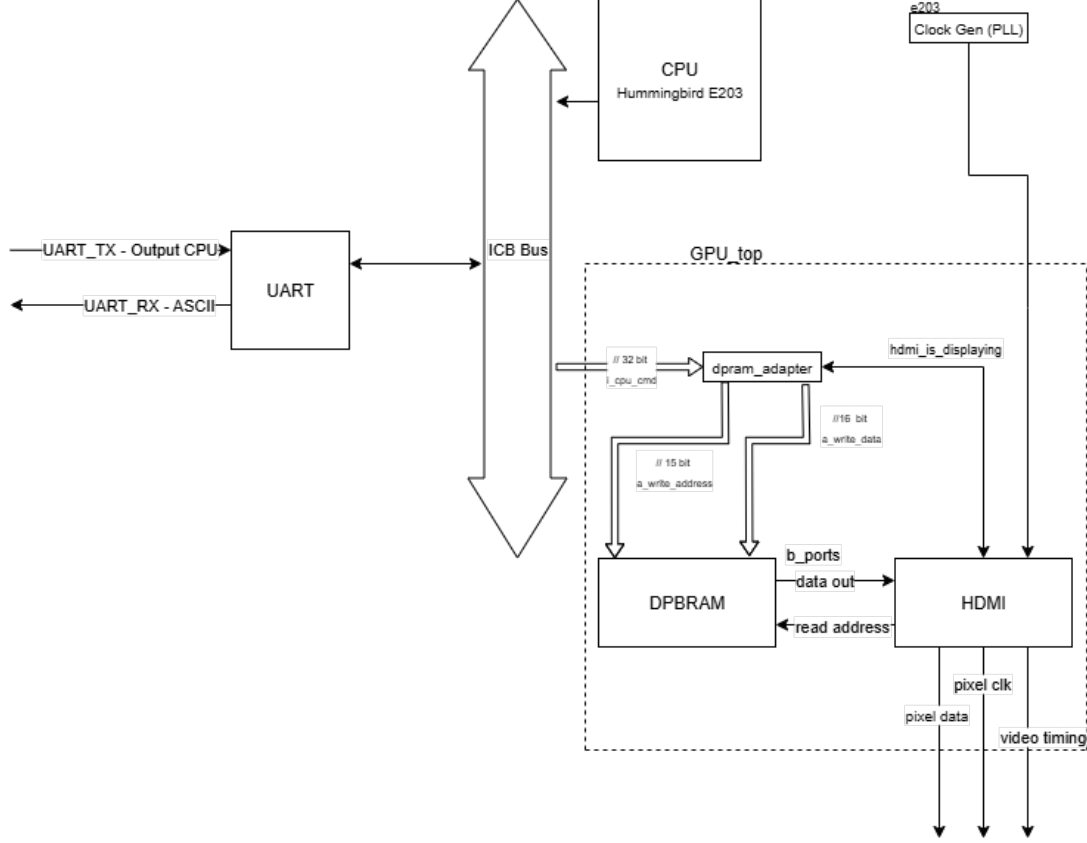 e203
Clock Gen (PLL)
CPU
Hummingbird E203
UART_TX - Output CPU
ICB Bus
GPU_top
UART
UART_RX - ASCII
hdmi_is_displaying
// 32 bit
i_cpu_cmd
dpram_adapter
//16 bit
a_write_data
// 15 bit
a_write_address
b_ports
data out
DPBRAM
HDMI
read address
pixel clk
pixel data
video timing